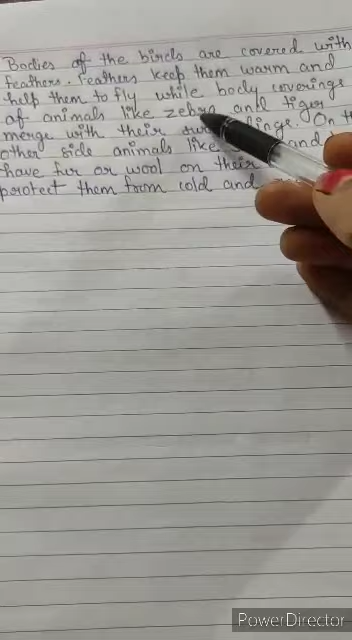 Bodies of the birds are covered with
feathers. Feathers keep them warm and
help them to fly while body coverings
of animals like zebra and tiger
merge with their On
other side animals like and
have fur or wool on their
protect them from cold and
PowerDirector